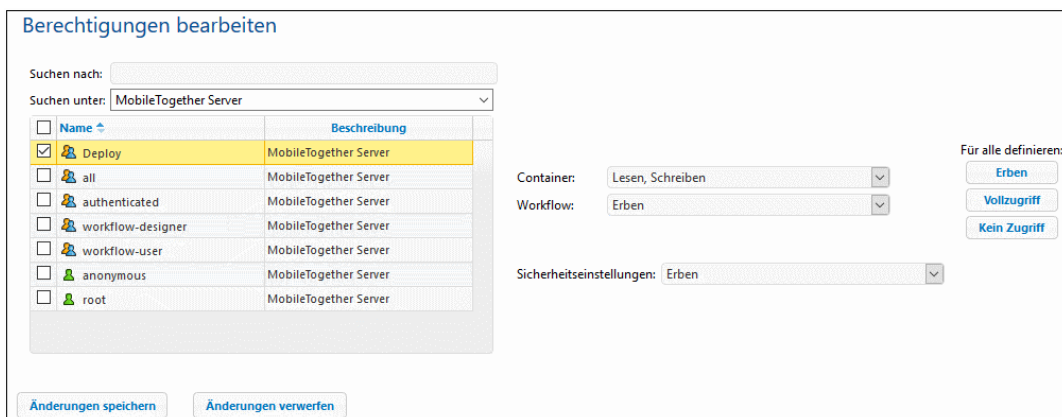 Berechtigungen bearbeiten
Suchen nach:
Suchen unter: MobileTogether Server
Name Beschreibung
Deploy MobileTogether Server
all MobileTogether Server
authenticated MobileTogether Server
workflow-designer MobileTogether Server
workflow-user MobileTogether Server
anonymous MobileTogether Server
root MobileTogether Server
Container: Lesen, Schreiben
Workflow: Erben
Sicherheitseinstellungen: Erben
Für alle definieren:
Erben
Vollzugriff
Kein Zugriff
Änderungen speichern Änderungen verwerfen